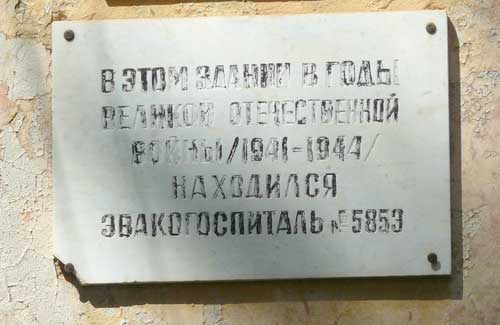 В ЭТОМ ЗДАНИИ В ГОДЫ
ВЕЛИКОЙ ОТЕЧЕСТВЕННОЙ
ВОЙНЫ/1941-1944/
НАХОДИЛСЯ
ЭВАКОГОСПИТАЛЬ №5853